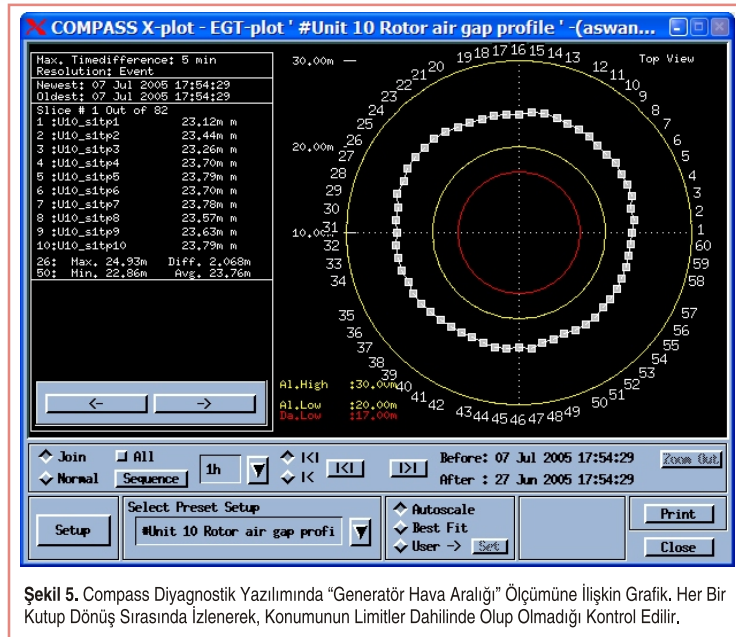 COMPASS X-plot - EGT-plot ' #Unit 10 Rotor air gap profile ' -(aswan...
Max. Timedifference: 5 min
Resolution: Event
Newest: 07 Jul 2005 17:54:29
Oldest: 07 Jul 2005 17:54:29
Slice # 1 Out of 82
1 :U10_s1tp1 23.12m m
2 :U10_s1tp2 23.44m m
3 :U10_s1tp3 23.26m m
4 :U10_s1tp4 23.70m m
5 :U10_s1tp5 23.79m m
6 :U10_s1tp6 23.70m m
7 :U10_s1tp7 23.78m m
8 :U10_s1tp8 23.57m m
9 :U10_s1tp9 23.63m m
10:U10_s1tp10 23.79m m
26: Max. 24.93m Diff. 2.068m
50: Min. 22.86m Avg. 23.76m
<- ->
30.00m
20.00m
10.00
Top View
1
2
3
4
5
6
7
8
9
10
11
12
13
14
15
16
17
18
19
20
21
22
23
24
25
26
27
28
29
30
31
32
33
34
35
36
37
38
39
40
41
42
43
44
45
46
47
48
49
50
51
52
53
54
55
56
57
58
59
60
Al.High :30.00m
Al.Low :20.00m
Da.Low :17.00m
Join All
Normal Sequence
1h
|<|
|<
|<|
|>|
Before: 07 Jul 2005 17:54:29
After : 27 Jun 2005 17:54:29
Zoom Out
Setup
Select Preset Setup
#Unit 10 Rotor air gap profi
Autoscale
Best Fit
User -> Set
Print
Close
Şekil 5. Compass Diyagnostik Yazılımında “Generatör Hava Aralığı” Ölçümüne İlişkin Grafik. Her Bir
Kutup Dönüş Sırasında İzlenerek, Konumunun Limitler Dahilinde Olup Olmadığı Kontrol Edilir.